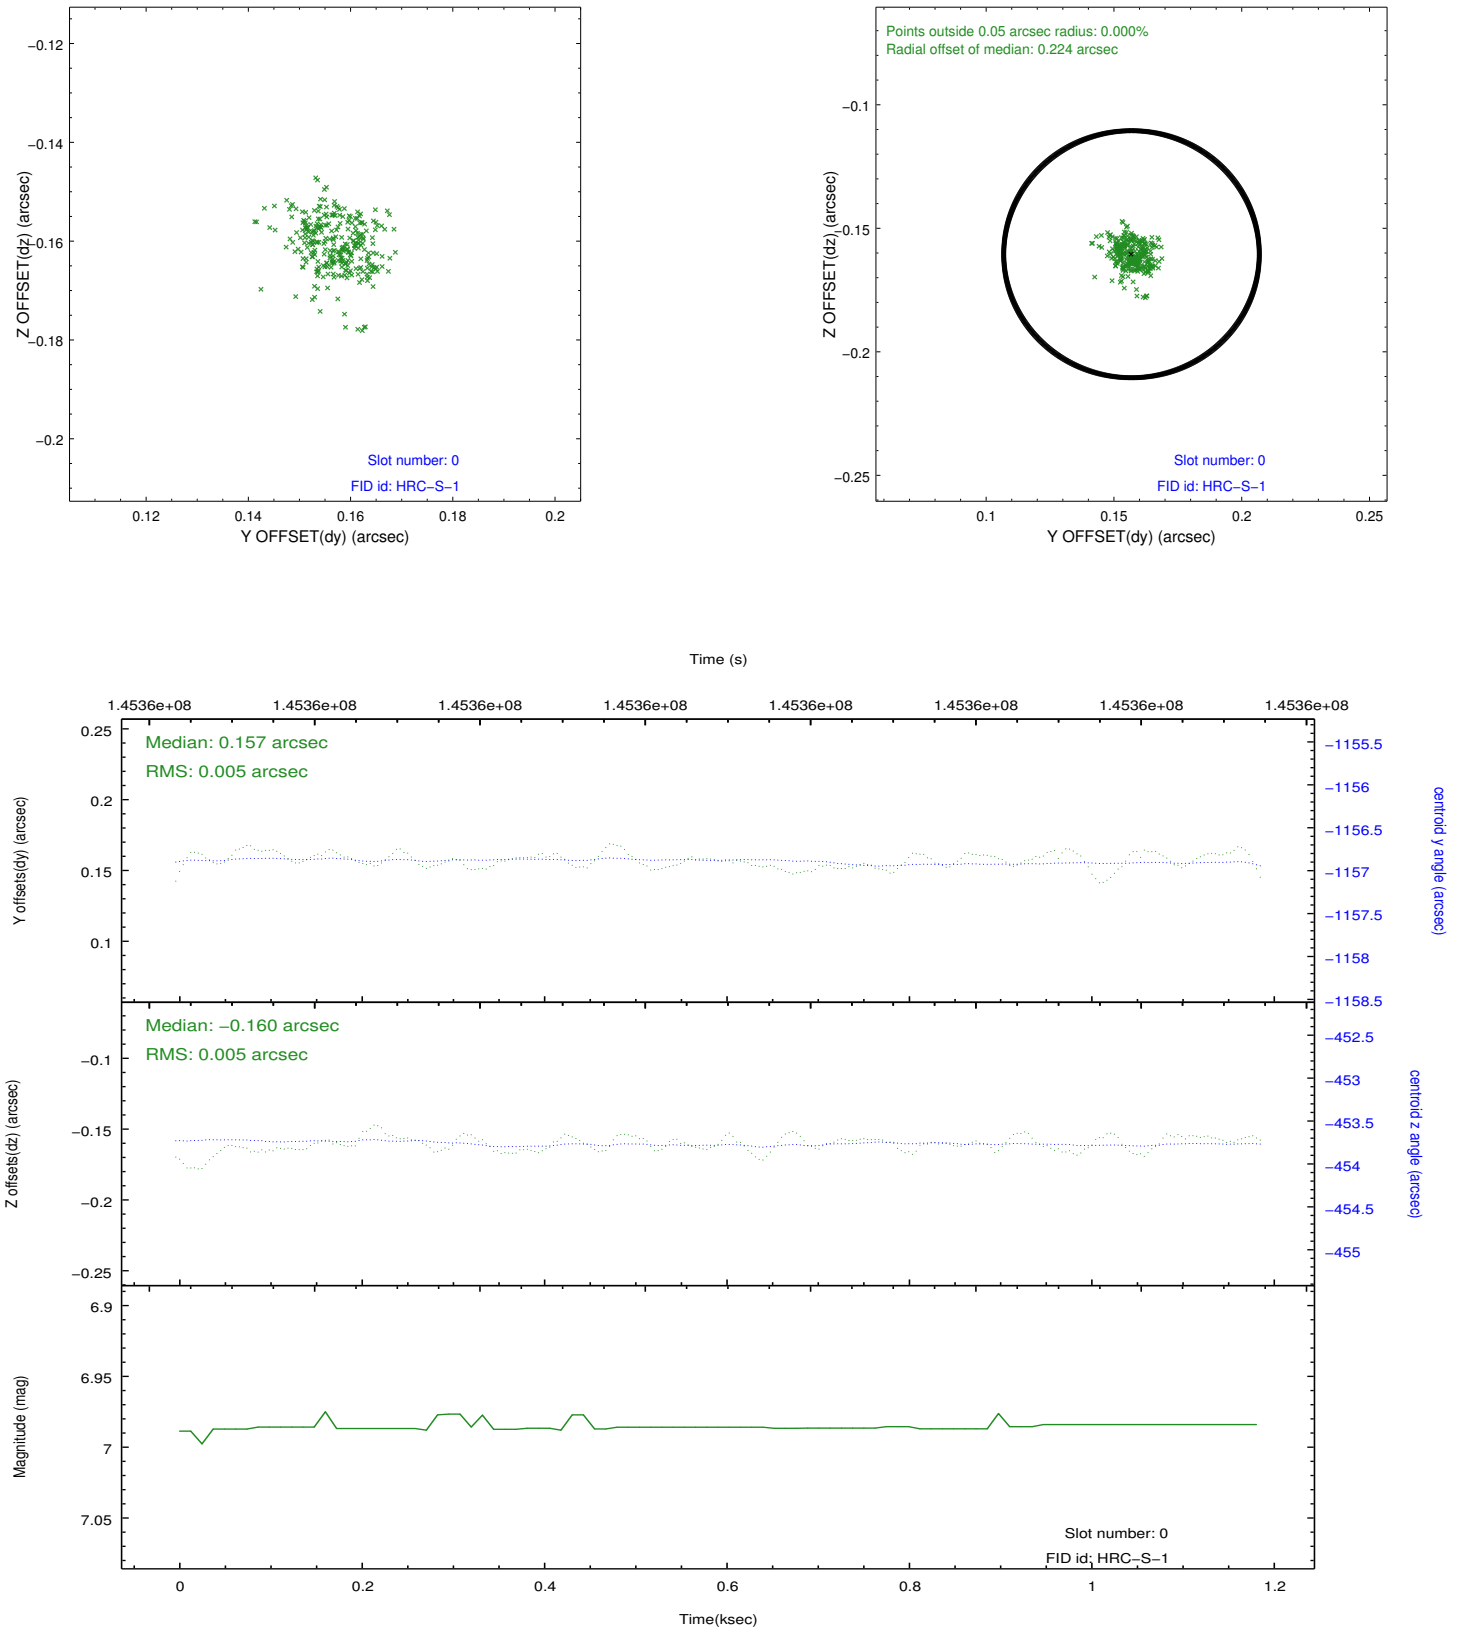 −0.12
−0.14
−0.16
−0.18
−0.2
Z OFFSET(dz) (arcsec)
Slot number: 0
FID id: HRC−S−1
0.12 0.14 0.16 0.18 0.2
Y OFFSET(dy) (arcsec)
Points outside 0.05 arcsec radius: 0.000%
Radial offset of median: 0.224 arcsec
−0.1
−0.15
−0.2
−0.25
Z OFFSET(dz) (arcsec)
Slot number: 0
FID id: HRC−S−1
0.1 0.15 0.2 0.25
Y OFFSET(dy) (arcsec)
Time (s)
1.4536e+08 1.4536e+08 1.4536e+08 1.4536e+08 1.4536e+08 1.4536e+08 1.4536e+08 1.4536e+08
Median: 0.157 arcsec
RMS: 0.005 arcsec
0.25
0.2
0.15
0.1
Y offsets(dy) (arcsec)
−1155.5
−1156
−1156.5
−1157
−1157.5
−1158
−1158.5
centroid y angle (arcsec)
Median: −0.160 arcsec
RMS: 0.005 arcsec
−0.1
−0.15
−0.2
−0.25
Z offsets(dz) (arcsec)
−452.5
−453
−453.5
−454
−454.5
−455
centroid z angle (arcsec)
6.9
6.95
7
7.05
Magnitude (mag)
Slot number: 0
FID id: HRC−S−1
0 0.2 0.4 0.6 0.8 1 1.2
Time(ksec)